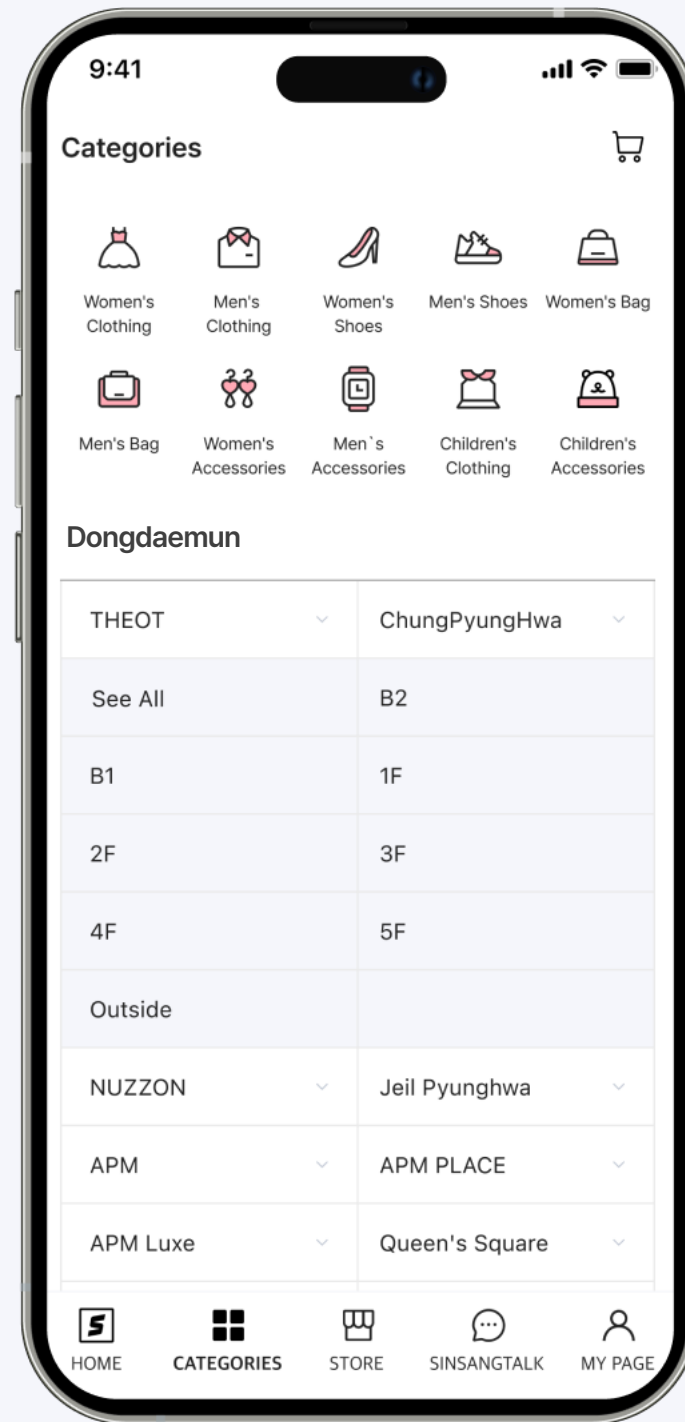 9:41
Categories
Women's
Clothing
Men's
Clothing
Women's
Shoes
Men's Shoes
Women's Bag
Men's Bag
Women's
Accessories
Men`s
Accessories
Children's
Clothing
Children's
Accessories
Dongdaemun
THEOT
ChungPyungHwa
See All
B2
B1
1F
2F
3F
4F
5F
Outside
NUZZON
Jeil Pyunghwa
APM
APM PLACE
APM Luxe
Queen's Square
S
HOME
CATEGORIES
STORE
SINSANGTALK
MY PAGE